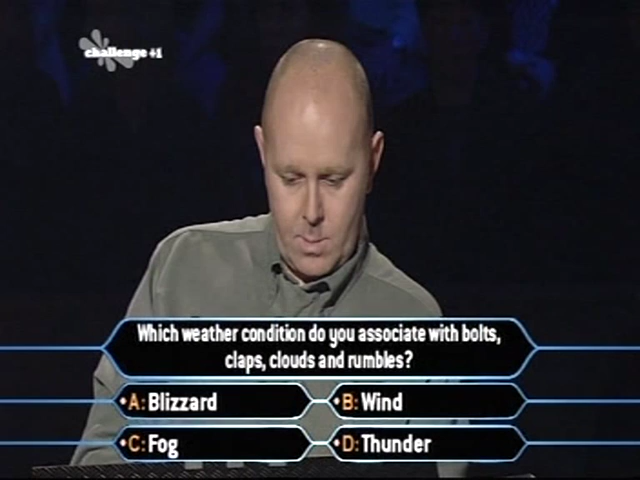 challenge +1
Which weather condition do you associate with bolts,
claps, clouds and rumbles?
A: Blizzard
B: Wind
C: Fog
D: Thunder